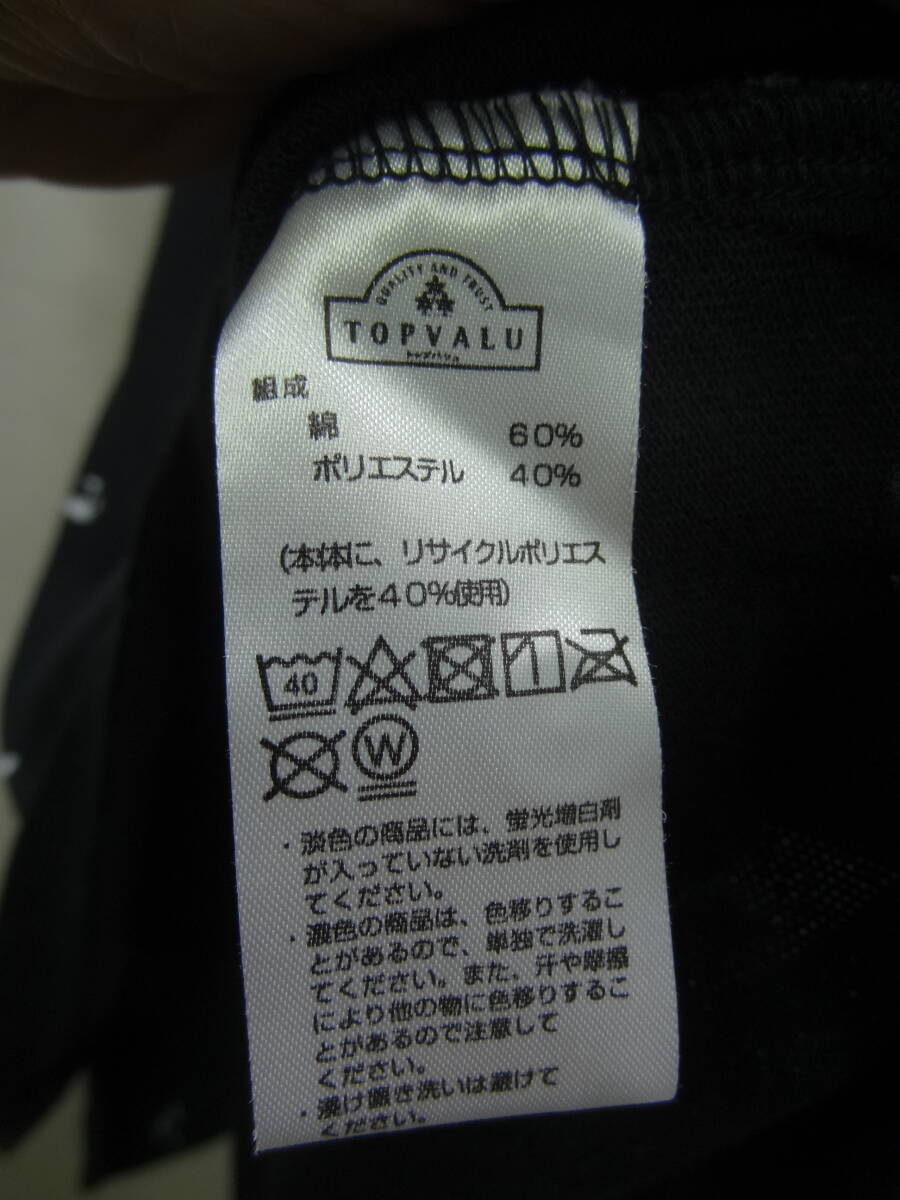 QUALITY AND TRUST
TOPVALU
トップバリュ
組成
綿 60%
ポリエステル 40%
(本体に、リサイクルポリエス
テルを40%使用)
40
W
・淡色の商品には、蛍光増白剤
が入っていない洗剤を使用し
てください。
・濃色の商品は、色移りするこ
とがあるので、単独で洗濯し
てください。また、汗や摩擦
により他の物に色移りするこ
とがあるので注意して
ください。
・漬け置き洗いは避けて
ください。